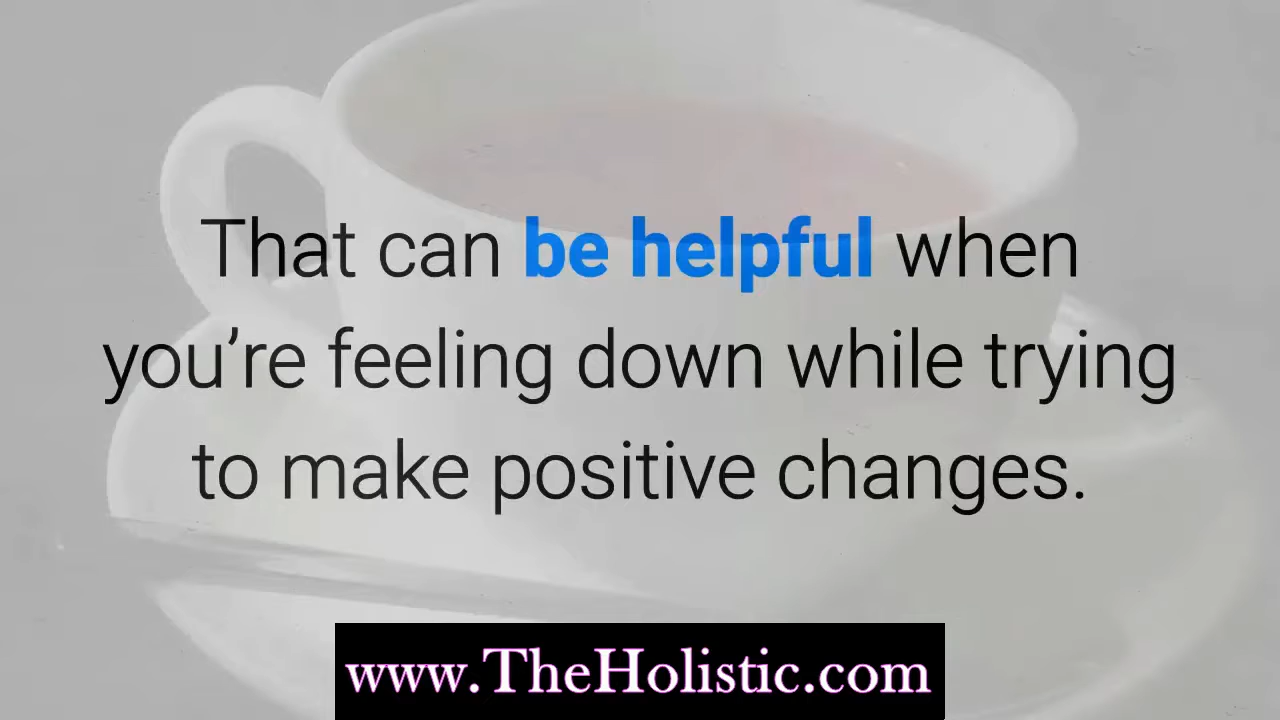 That can be helpful when
you’re feeling down while trying
to make positive changes.
www.TheHolistic.com